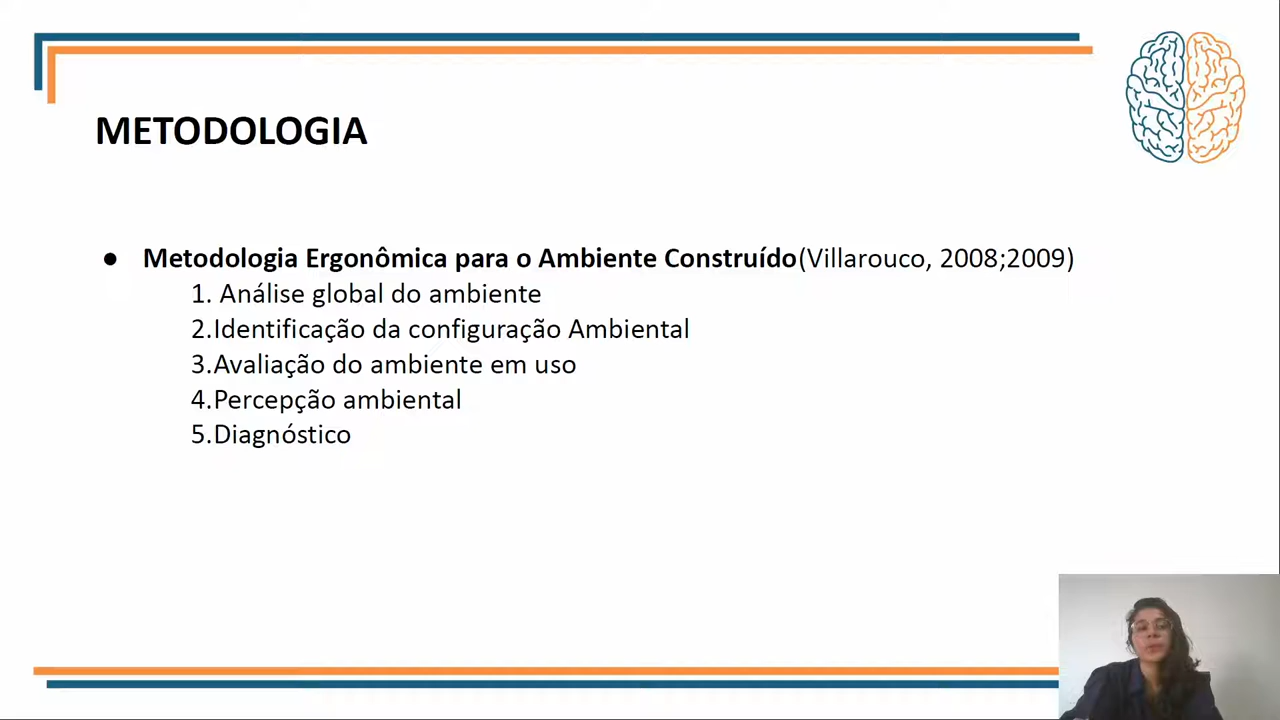 METODOLOGIA
● Metodologia Ergonômica para o Ambiente Construído(Villarouco, 2008;2009)
1. Análise global do ambiente
2.Identificação da configuração Ambiental
3.Avaliação do ambiente em uso
4.Percepção ambiental
5.Diagnóstico